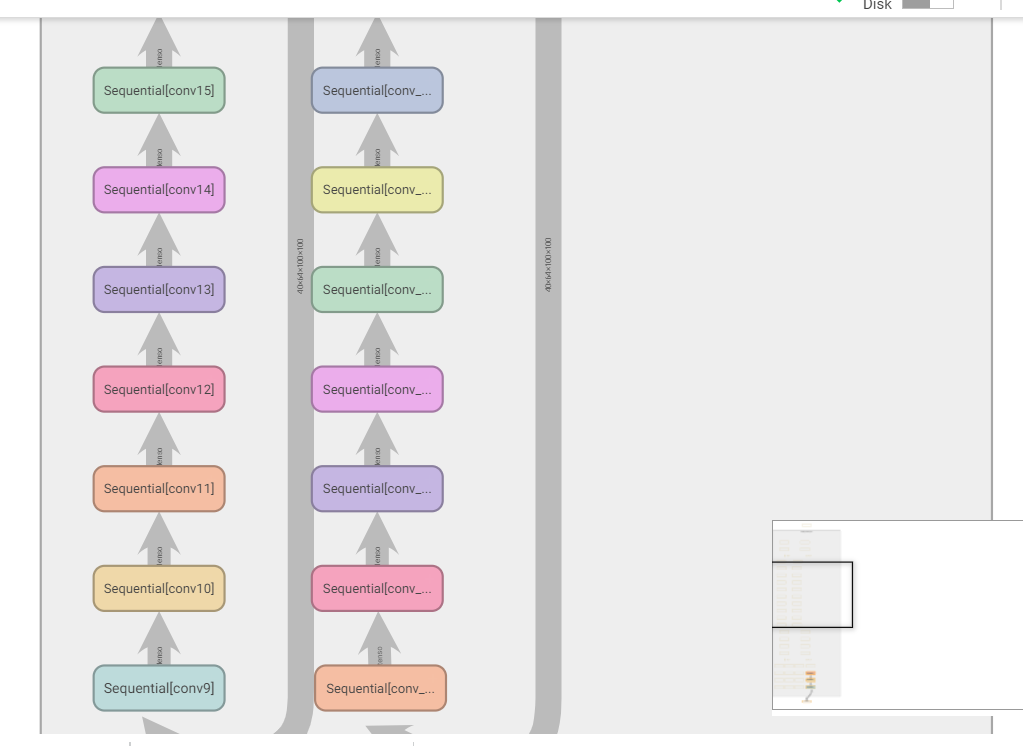 Disk
Sequential[conv15]
Sequential[conv_...
Sequential[conv14]
Sequential[conv_...
40×64×100×100
40×64×100×100
Sequential[conv13]
Sequential[conv_...
Sequential[conv12]
Sequential[conv_...
Sequential[conv11]
Sequential[conv_...
Sequential[conv10]
Sequential[conv_...
Sequential[conv9]
Sequential[conv_...